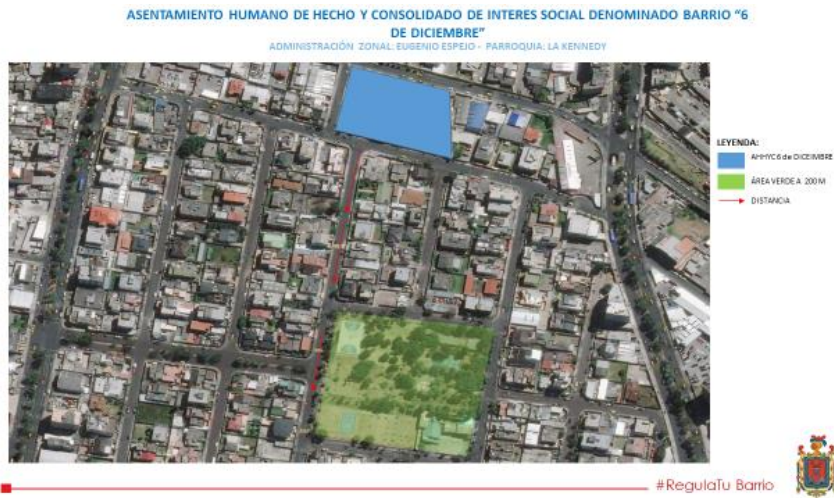 ASENTAMIENTO HUMANO DE HECHO Y CONSOLIDADO DE INTERES SOCIAL DENOMINADO BARRIO “6
DE DICIEMBRE”
ADMINISTRACIÓN ZONAL: EUGENIO ESPEJO - PARROQUIA: LA KENNEDY
LEYENDA:
AHHYC 6 de DICEIMBRE
ÁREA VERDE A 200 M
DISTANCIA
#RegulaTu Barrio